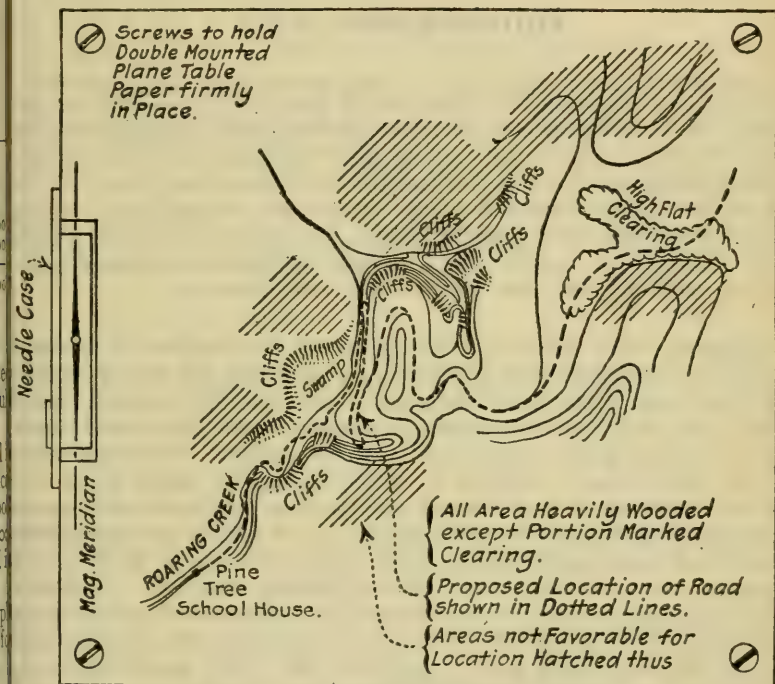 Screws to hold
Double Mounted
Plane Table
Paper firmly
in Place.
Cliffs
High Flat
Clearing
Cliffs
Cliffs
Cliffs
Needle Case
Cliffs
Swamp
Cliffs
Mag. Meridian
ROARING CREEK
Pine
Tree
School House.
All Area Heavily Wooded
except Portion Marked
Clearing.
Proposed Location of Road
shown in Dotted Lines.
Areas not Favorable for
Location Hatched thus